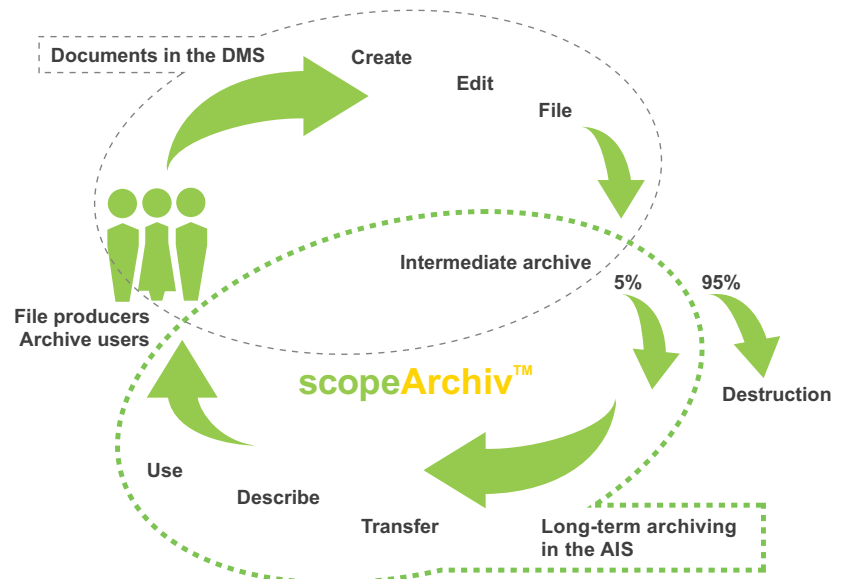 Documents in the DMS
Create
Edit
File
Intermediate archive
5%
95%
File producers
Archive users
scopeArchiv™
Destruction
Use
Describe
Transfer
Long-term archiving
in the AIS